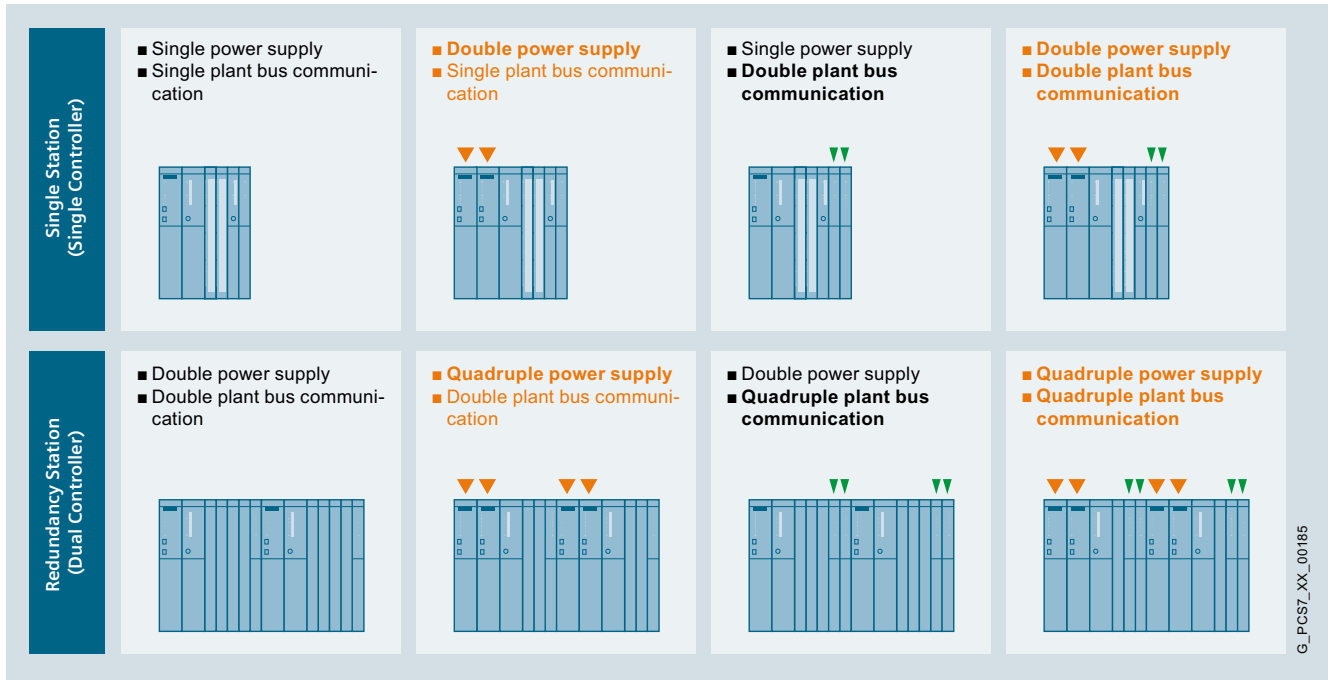 Single Station
(Single Controller)
■ Single power supply
■ Single plant bus communi-
cation
■ Double power supply
■ Single plant bus communi-
cation
■ Single power supply
■ Double plant bus
communication
■ Double power supply
■ Double plant bus
communication
Redundancy Station
(Dual Controller)
■ Double power supply
■ Double plant bus communi-
cation
■ Quadruple power supply
■ Double plant bus communi-
cation
■ Double power supply
■ Quadruple plant bus
communication
■ Quadruple power supply
■ Quadruple plant bus
communication
G_PCS7_XX_00185